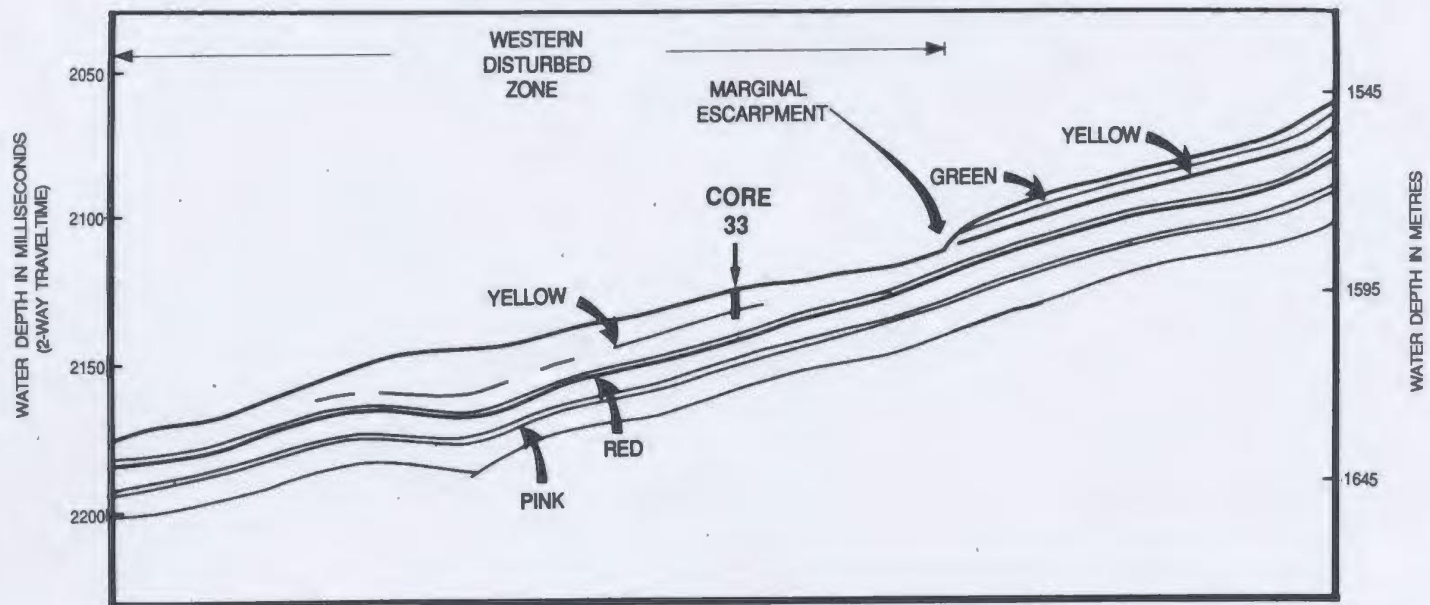 WESTERN
DISTURBED
ZONE
MARGINAL
ESCARPMENT
YELLOW
GREEN
CORE
33
YELLOW
RED
PINK
2050
2100
2150
2200
WATER DEPTH IN MILLISECONDS
(2-WAY TRAVELTIME)
1545
1595
1645
WATER DEPTH IN METRES